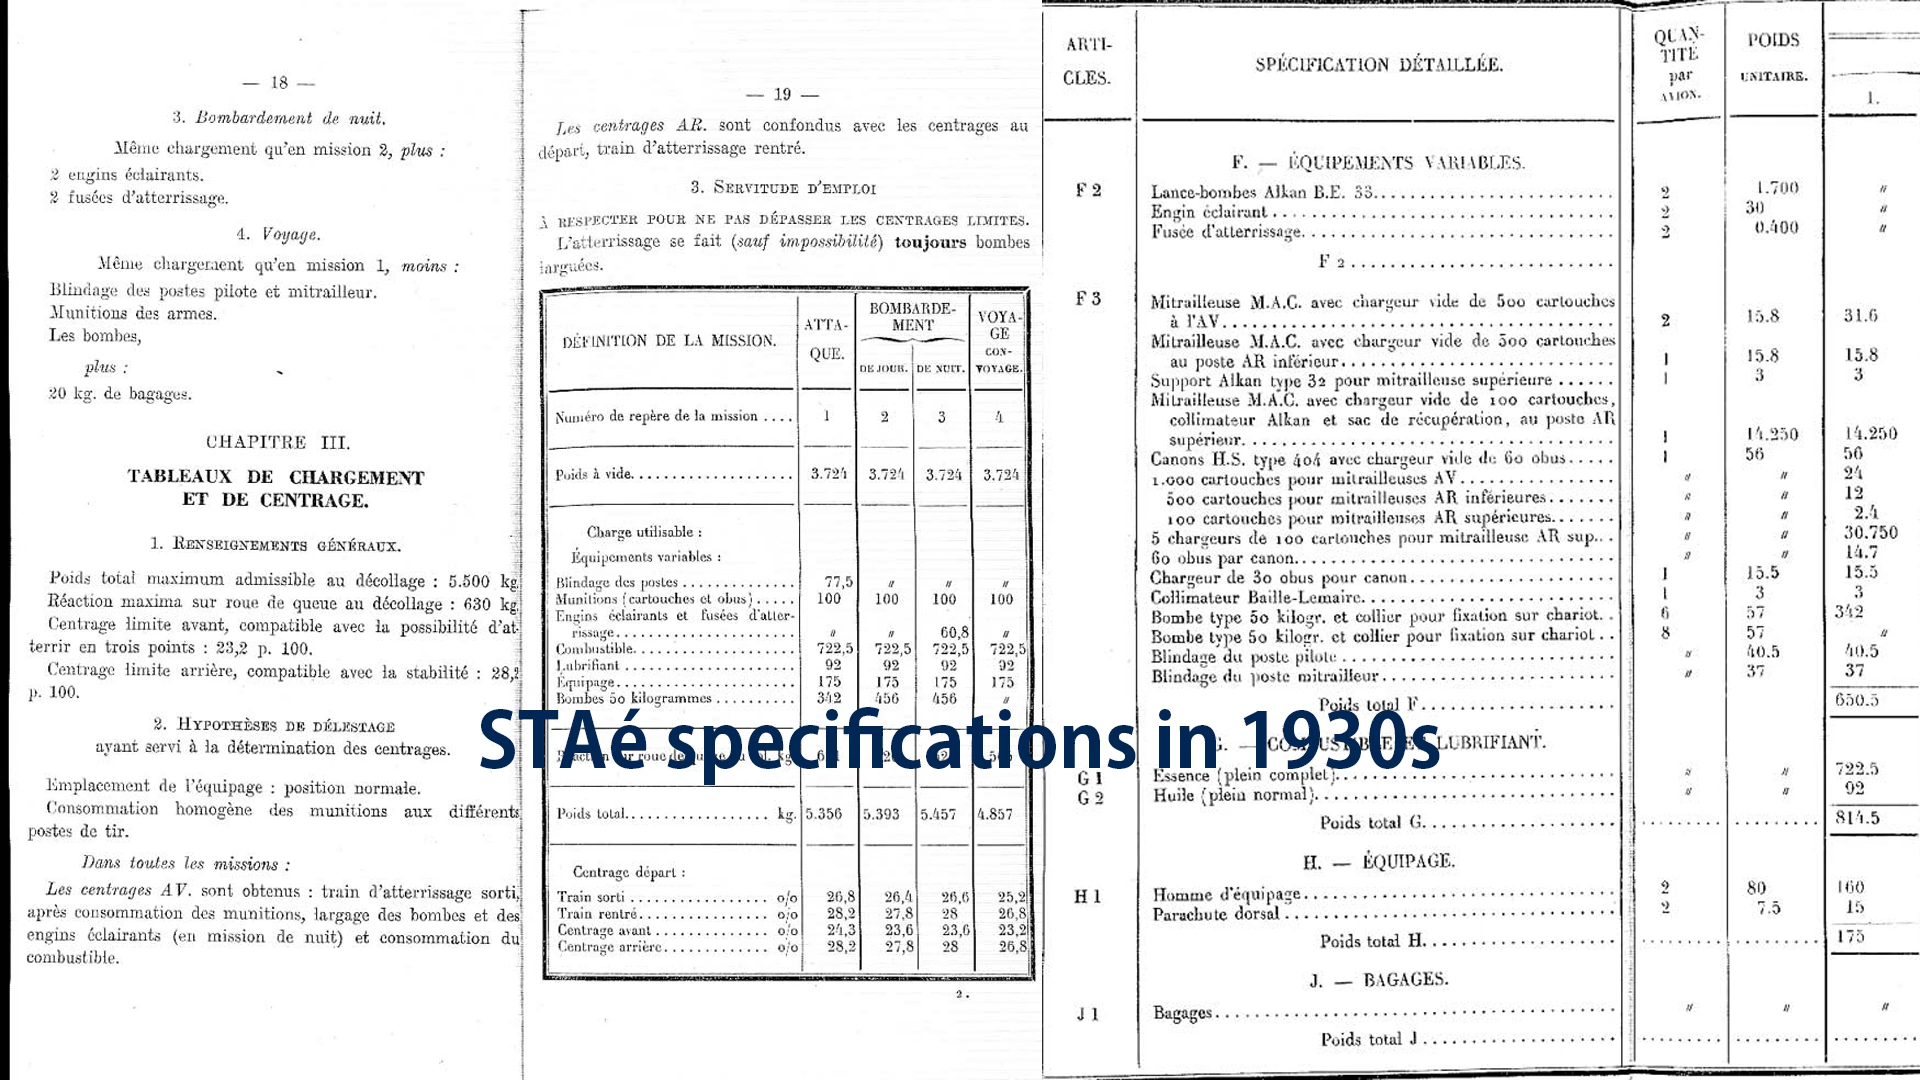 — 18 —
3. Bombardement de nuit.
Même chargement qu'en mission 2, plus :
2 engins éclairants.
2 fusées d'atterrissage.
4. Voyage.
Même chargement qu'en mission 1, moins :
Blindage des postes pilote et mitrailleur.
Munitions des armes.
Les bombes,
plus :
20 kg. de bagages.
CHAPITRE III.
TABLEAUX DE CHARGEMENT
ET DE CENTRAGE.
1. RENSEIGNEMENTS GÉNÉRAUX.
Poids total maximum admissible au décollage : 5.500 kg.
Réaction maxima sur roue de queue au décollage : 630 kg.
Centrage limite avant, compatible avec la possibilité d'at-
terrir en trois points : 23,2 p. 100.
Centrage limite arrière, compatible avec la stabilité : 28,2
p. 100.
2. HYPOTHÈSES DE DÉLESTAGE
ayant servi à la détermination des centrages.
Emplacement de l'équipage : position normale.
Consommation homogène des munitions aux différents
postes de tir.
Dans toutes les missions :
Les centrages AV. sont obtenus : train d'atterrissage sorti,
après consommation des munitions, largage des bombes et des
engins éclairants (en mission de nuit) et consommation du
combustible.
— 19 —
Les centrages AR. sont confondus avec les centrages au
départ, train d'atterrissage rentré.
3. SERVITUDE D'EMPLOI
À RESPECTER POUR NE PAS DÉPASSER LES CENTRAGES LIMITES.
L'atterrissage se fait (sauf impossibilité) toujours bombes
larguées.
DÉFINITION DE LA MISSION. ATTA-QUE. BOMBARDE-MENT DE JOUR. DE NUIT. VOYA-GE CON-VOYAGE.
Numéro de repère de la mission .... 1 2 3 4
Poids à vide.................... 3.724 3.724 3.724 3.724
Charge utilisable :
Équipements variables :
Blindage des postes .............. 77,5 〃 〃 〃
Munitions (cartouches et obus)..... 100 100 100 100
Engins éclairants et fusées d'atter-
rissage...................... 〃 〃 60,8 〃
Combustible.................... 722,5 722,5 722,5 722,5
Lubrifiant ..................... 92 92 92 92
Équipage...................... 175 175 175 175
Bombes 50 kilogrammes .......... 342 456 456 〃
Poids total.................. kg. 5.356 5.393 5.457 4.857
Centrage départ :
Train sorti ................. o/o 26,8 26,4 26,6 25,2
Train rentré................. o/o 28,2 27,8 28 26,8
Centrage avant .............. o/o 24,3 23,6 23,6 23,2
Centrage arrière............. o/o 28,2 27,8 28 26,8
2.
ARTI-CLES. SPÉCIFICATION DÉTAILLÉE. QUAN-TITÉ par AVION. POIDS UNITAIRE. 1.
F. — ÉQUIPEMENTS VARIABLES.
F 2 Lance-bombes Alkan B.E. 33........ 2 1.700 〃
Engin éclairant........ 2 30 〃
Fusée d'atterrissage........ 2 0.400 〃
F 2........
F 3 Mitrailleuse M.A.C. avec chargeur vide de 500 cartouches
à l'AV........ 2 15.8 31.6
Mitrailleuse M.A.C. avec chargeur vide de 500 cartouches
au poste AR inférieur........ 1 15.8 15.8
Support Alkan type 32 pour mitrailleuse supérieure ...... 1 3 3
Mitrailleuse M.A.C. avec chargeur vide de 100 cartouches,
collimateur Alkan et sac de récupération, au poste AR
supérieur........ 1 14.250 14.250
Canons H.S. type 404 avec chargeur vide de 60 obus..... 1 56 56
1.000 cartouches pour mitrailleuses AV........ 〃 〃 24
500 cartouches pour mitrailleuses AR inférieures....... 〃 〃 12
100 cartouches pour mitrailleuses AR supérieures....... 〃 〃 2.4
5 chargeurs de 100 cartouches pour mitrailleuse AR sup... 〃 〃 30.750
60 obus par canon........ 〃 〃 14.7
Chargeur de 30 obus pour canon........ 1 15.5 15.5
Collimateur Baille-Lemaire........ 1 3 3
Bombe type 50 kilogr. et collier pour fixation sur chariot.. 6 57 342
Bombe type 50 kilogr. et collier pour fixation sur chariot.. 8 57 〃
Blindage du poste pilote........ 〃 40.5 40.5
Blindage du poste mitrailleur........ 〃 37 37
Poids total F........ 650.5
STAé specifications in 1930s
LUBRIFIANT.
G 1 Essence (plein complet)........ 〃 〃 722.5
G 2 Huile (plein normal)........ 〃 〃 92
Poids total G........ 814.5
H. — ÉQUIPAGE.
H 1 Homme d'équipage........ 2 80 160
Parachute dorsal........ 2 7.5 15
Poids total H........ 175
J. — BAGAGES.
J 1 Bagages........ 〃 〃 〃
Poids total J........